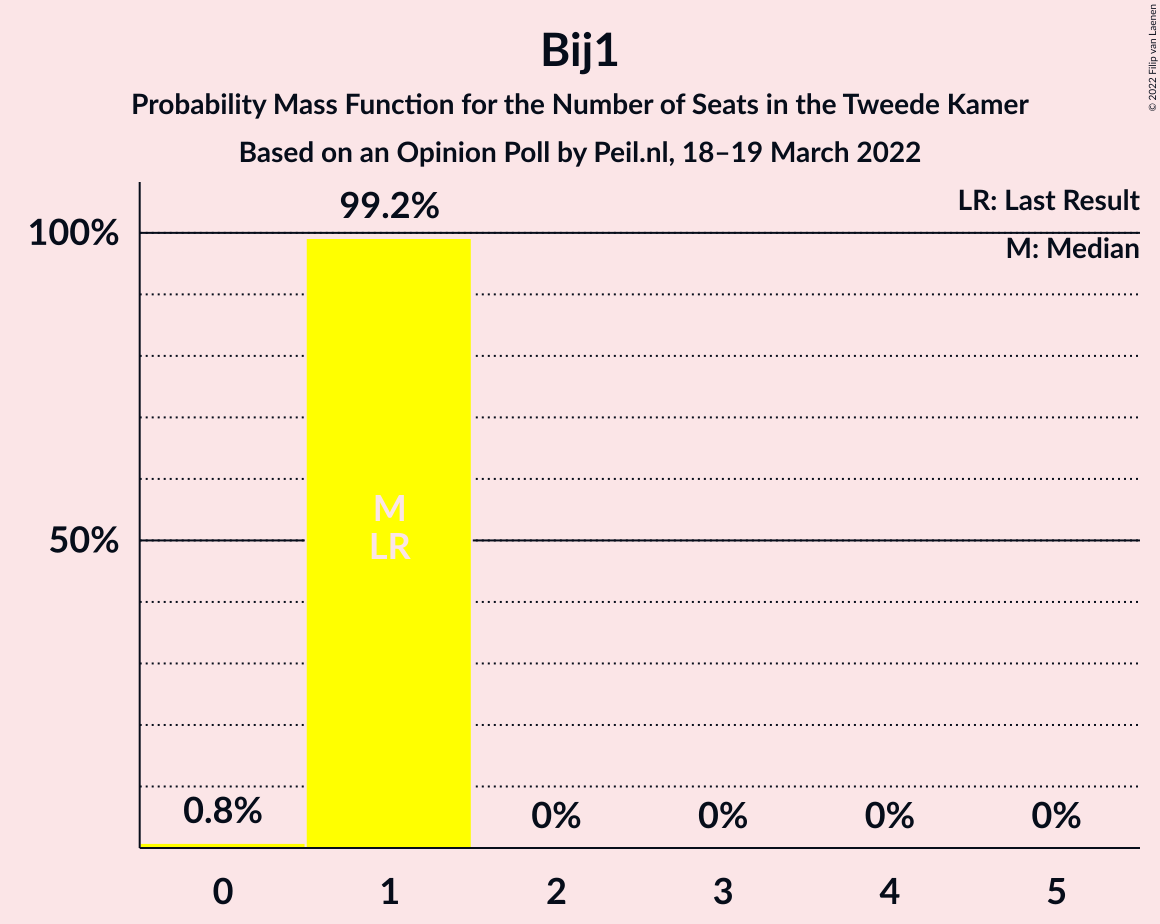 Bij1
Probability Mass Function for the Number of Seats in the Tweede Kamer
Based on an Opinion Poll by Peil.nl, 18–19 March 2022
© 2022 Filip van Laenen
LR: Last Result
M: Median
100%
50%
99.2%
M
LR
0.8%
0% 0% 0% 0%
0 1 2 3 4 5